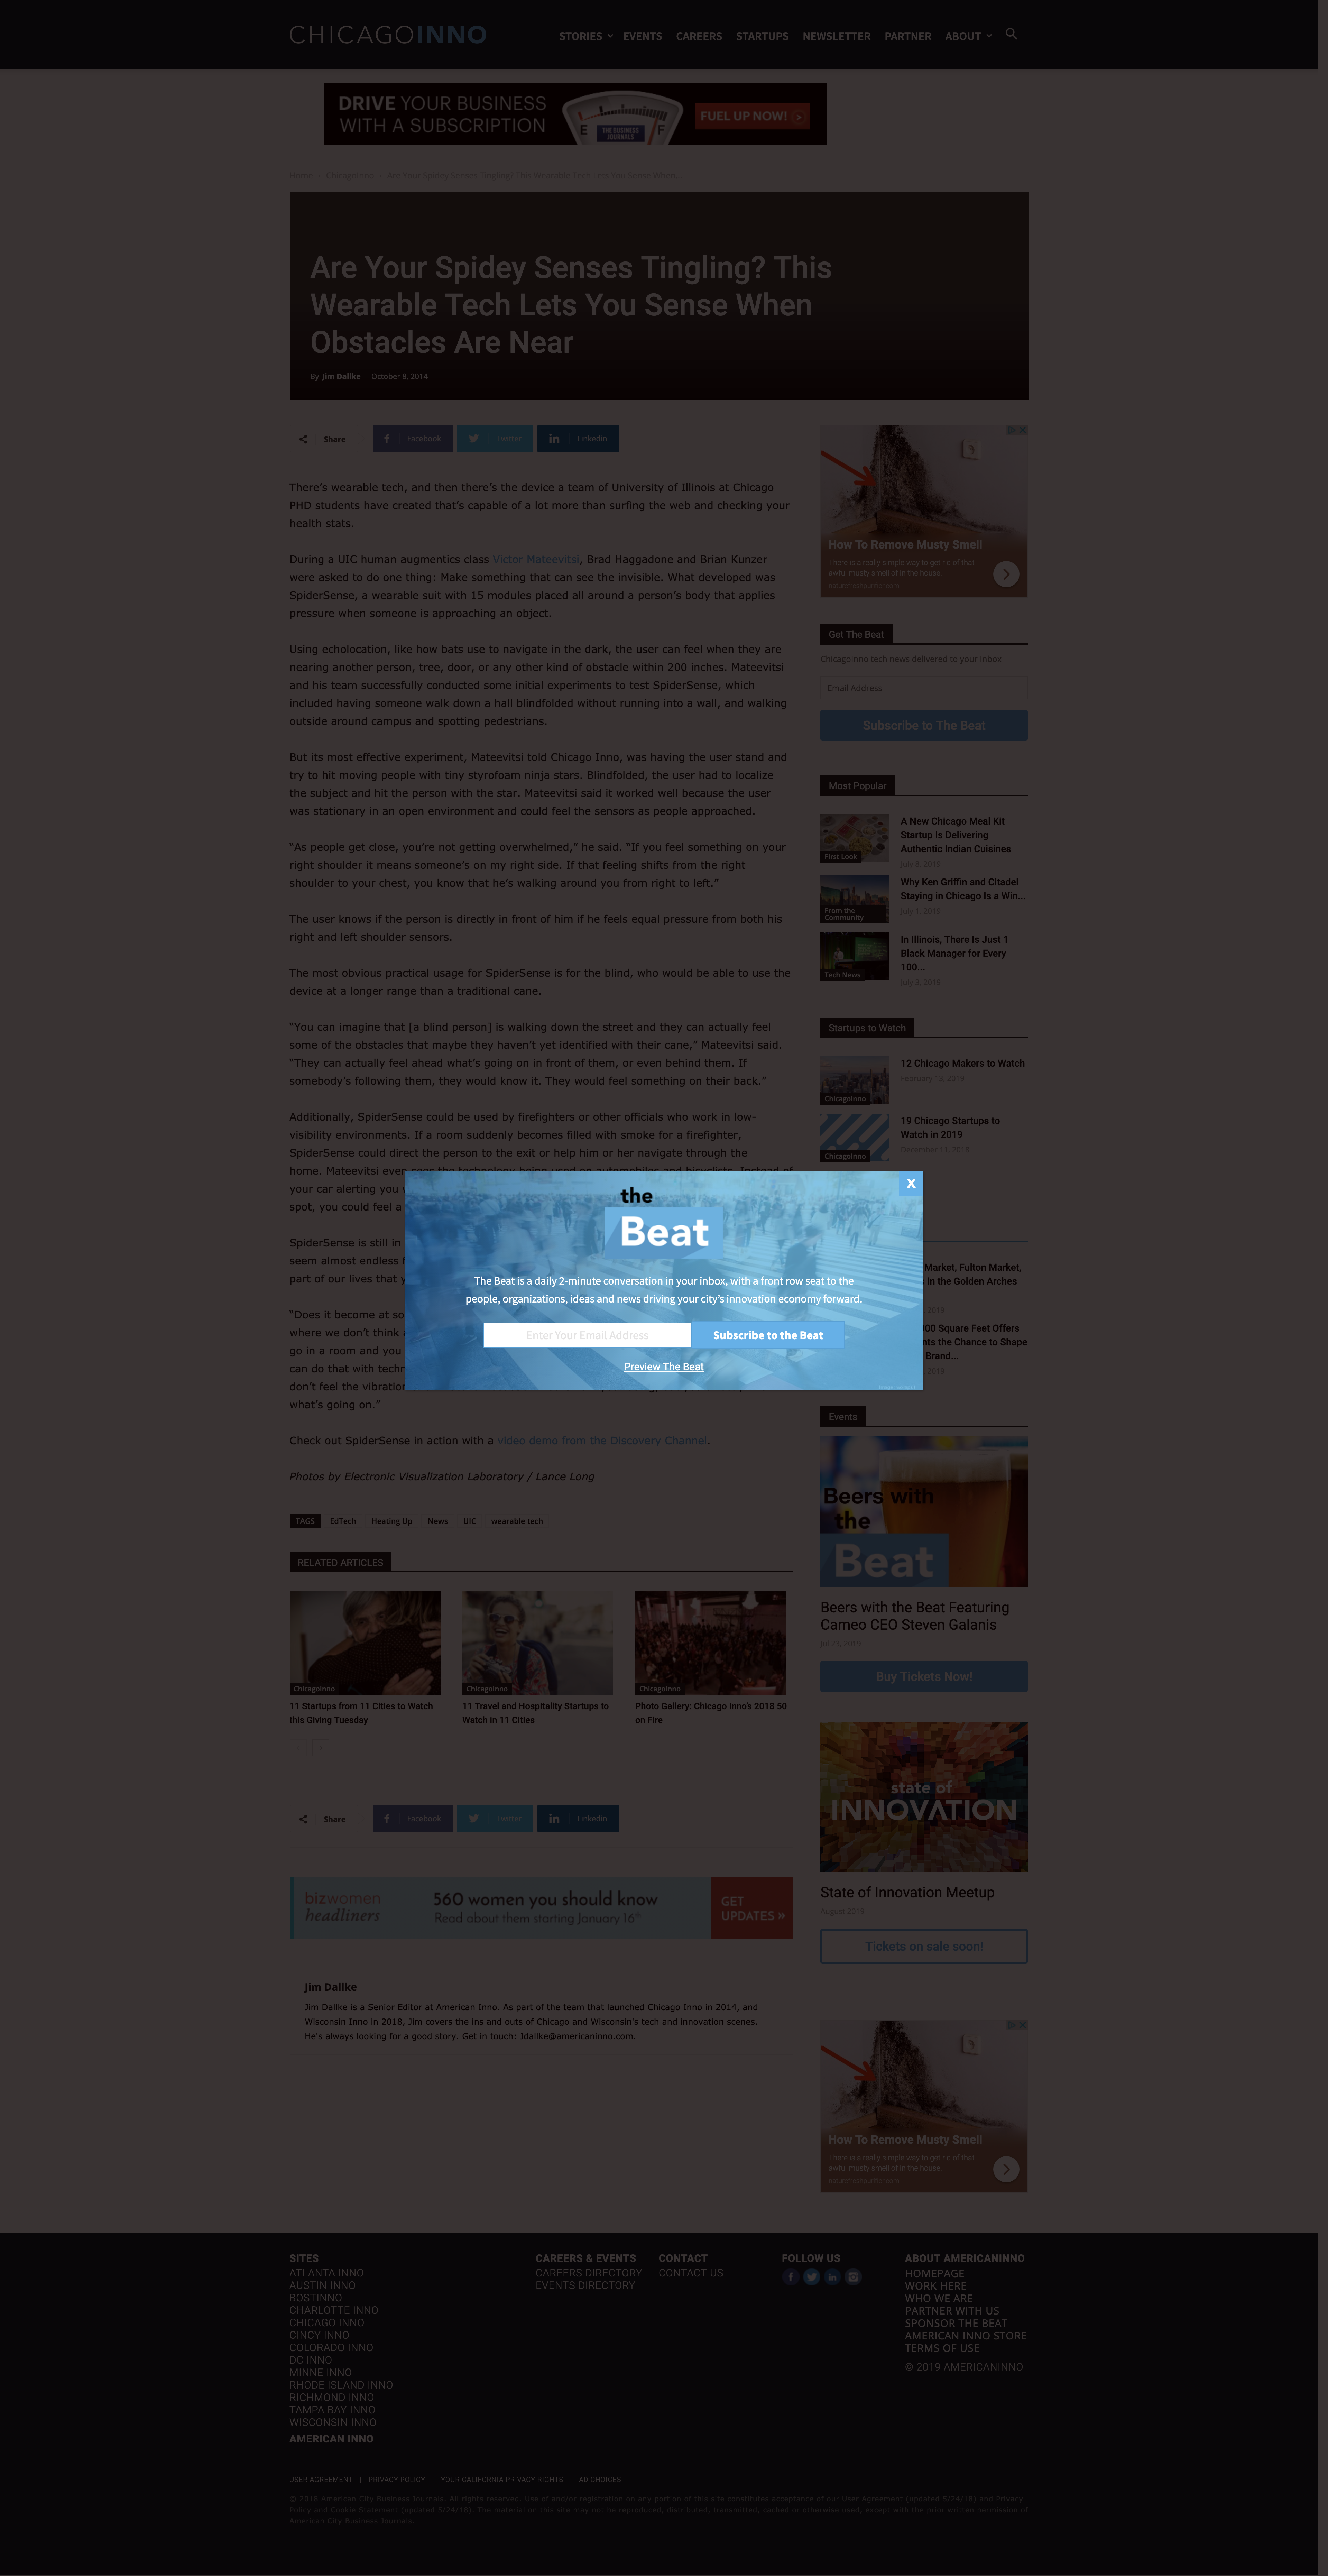 CHICAGOINNO
STORIES EVENTS CAREERS STARTUPS NEWSLETTER PARTNER ABOUT
DRIVE YOUR BUSINESS
WITH A SUBSCRIPTION
E F
THE BUSINESS
JOURNALS
FUEL UP NOW!
Home ChicagoInno Are Your Spidey Senses Tingling? This Wearable Tech Lets You Sense When
Are Your Spidey Senses Tingling? This
Wearable Tech Lets You Sense When
Obstacles Are Near
By Jim Dallke - October 8, 2014
Share Facebook Twitter Linkedin
There's wearable tech, and then there's the device a team of University of Illinois at Chicago
PHD students have created that's capable of a lot more than surfing the web and checking your
health stats.
During a UIC human augmentics class Victor Mateevitsi, Brad Haggadone and Brian Kunzer
were asked to do one thing: Make something that can see the invisible. What developed was
SpiderSense, a wearable suit with 15 modules placed all around a person's body that applies
pressure when someone is approaching an object.
Using echolocation, like how bats use to navigate in the dark, the user can feel when they are
nearing another person, tree, door, or any other kind of obstacle within 200 inches. Mateevitsi
and his team successfully conducted some initial experiments to test SpiderSense, which
included having someone walk down a hall blindfolded without running into a wall, and walking
outside around campus and spotting pedestrians.
But its most effective experiment, Mateevitsi told Chicago Inno, was having the user stand and
try to hit moving people with tiny styrofoam ninja stars. Blindfolded, the user had to localize
the subject and hit the person with the star. Mateevitsi said it worked well because the user
was stationary in an open environment and could feel the sensors as people approached.
"As people get close, you're not getting overwhelmed," he said. "If you feel something on your
right shoulder it means someone's on my right side. If that feeling shifts from the right
shoulder to your chest, you know that he's walking around you from right to left."
The user knows if the person is directly in front of him if he feels equal pressure from both his
right and left shoulder sensors.
The most obvious practical usage for SpiderSense is for the blind, who would be able to use the
device at a longer range than a traditional cane.
"You can imagine that [a blind person] is walking down the street and they can actually feel
some of the obstacles that maybe they haven't yet identified with their cane," Mateevitsi said.
"They can actually feel ahead what's going on in front of them, or even behind them. If
somebody's following them, they would know it. They would feel something on their back."
Additionally, SpiderSense could be used by firefighters or other officials who work in low-
visibility environments. If a room suddenly becomes filled with smoke for a firefighter,
SpiderSense could direct the person to the exit or help him or her navigate through the
home. Mateevitsi even sees the technology being used on automobiles and bicyclists. Instead of
your car alerting you
spot, you could feel a
SpiderSense is still in
seem almost endless
part of our lives that
"Does it become at so
where we don't think
go in a room and you
can do that with techn
don't feel the vibration
what's going on."
Check out SpiderSense in action with a video demo from the Discovery Channel.
Photos by Electronic Visualization Laboratory / Lance Long
TAGS EdTech Heating Up News UIC wearable tech
RELATED ARTICLES
ChicagoInno
11 Startups from 11 Cities to Watch
this Giving Tuesday
ChicagoInno
11 Travel and Hospitality Startups to
Watch in 11 Cities
ChicagoInno
Photo Gallery: Chicago Inno's 2018 50
on Fire
Share Facebook Twitter Linkedin
bizwomen
headliners
560 women you should know
Read about them starting January 16th
GET
UPDATES »
Jim Dallke
Jim Dallke is a Senior Editor at American Inno. As part of the team that launched Chicago Inno in 2014, and
Wisconsin Inno in 2018, Jim covers the ins and outs of Chicago and Wisconsin's tech and innovation scenes.
He's always looking for a good story. Get in touch: Jdallke@americaninno.com.
How To Remove Musty Smell
There is a really simple way to get rid of that
awful musty smell of in the house
Get The Beat
ChicagoInno tech news delivered to your inbox
Email Address
Subscribe to The Beat
Most Popular
First Look
A New Chicago Meal Kit
Startup Is Delivering
Authentic Indian Cuisines
July 8, 2019
From the
Community
Why Ken Griffin and Citadel
Staying in Chicago Is a Win...
July 5, 2019
Tech News
In Illinois, There Is Just 1
Black Manager for Every
100...
July 3, 2019
Startups to Watch
ChicagoInno
12 Chicago Makers to Watch
February 13, 2019
ChicagoInno
19 Chicago Startups to
Watch in 2019
December 11, 2018
Market, Fulton Market,
in the Golden Arches
2019
00 Square Feet Offers
nts the Chance to Shape
Brand...
2019
x
the
Beat
The Beat is a daily 2-minute conversation in your inbox, with a front row seat to the
people, organizations, ideas and news driving your city's innovation economy forward.
Enter Your Email Address
Subscribe to the Beat
Preview The Beat
Events
Beers with
the
Beat
Beers with the Beat Featuring
Cameo CEO Steven Galanis
Jul 23, 2019
Buy Tickets Now!
state of
INNOVATION
State of Innovation Meetup
August 2019
Tickets on sale soon!
How To Remove Musty Smell
There is a really simple way to get rid of that
awful musty smell of in the house
SITES
ATLANTA INNO
AUSTIN INNO
BOSTINNO
CHARLOTTE INNO
CHICAGO INNO
CINCY INNO
COLORADO INNO
DC INNO
MINNE INNO
RHODE ISLAND INNO
RICHMOND INNO
TAMPA BAY INNO
WISCONSIN INNO
AMERICAN INNO
CAREERS & EVENTS
CAREERS DIRECTORY
EVENTS DIRECTORY
CONTACT
CONTACT US
FOLLOW US
ABOUT AMERICANINNO
HOMEPAGE
WORK HERE
WHO WE ARE
PARTNER WITH US
SPONSOR THE BEAT
AMERICAN INNO STORE
TERMS OF USE
© 2019 AMERICANINNO
USER AGREEMENT | PRIVACY POLICY | YOUR CALIFORNIA PRIVACY RIGHTS | AD CHOICES
© 2019 American City Business Journals. All rights reserved. Use of and/or registration on any portion of this site constitutes acceptance of our User Agreement (updated 5/24/18) and Privacy
Policy and Cookie Statement (updated 5/24/18). The material on this site may not be reproduced, distributed, transmitted, cached or otherwise used, except with the prior written permission of
American City Business Journals.